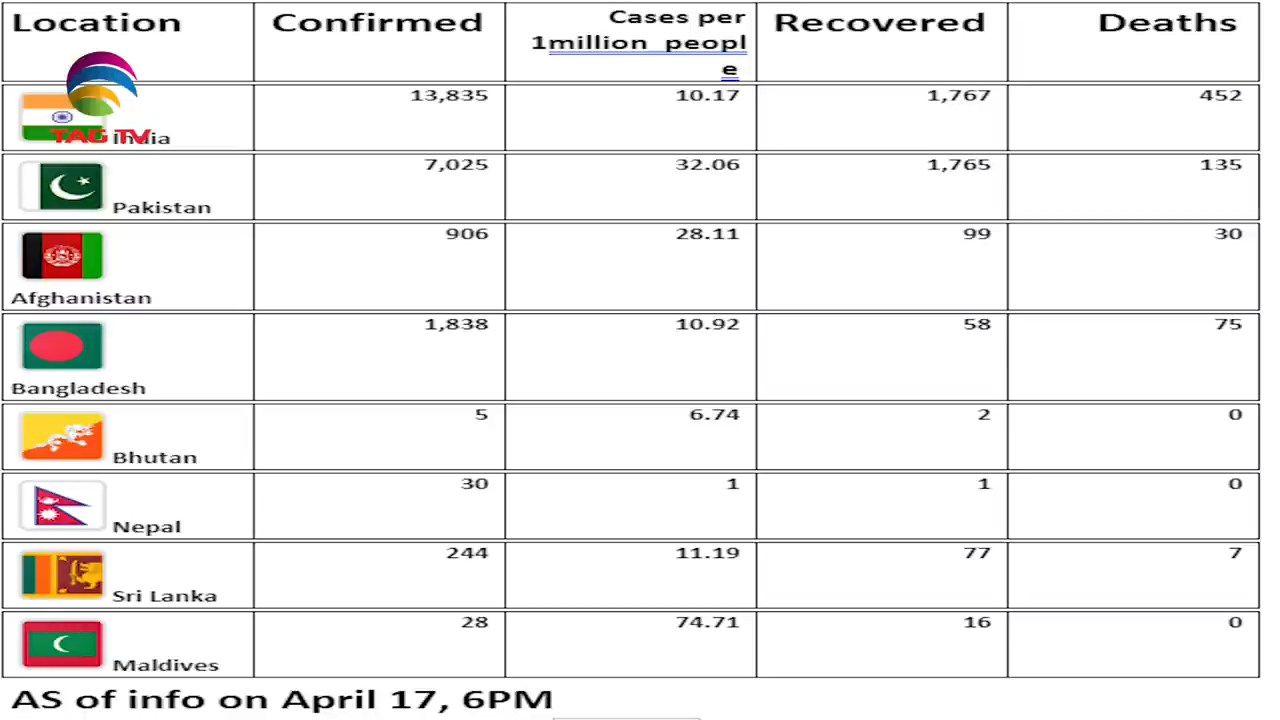 Location Confirmed Cases per Recovered Deaths
1million peopl
e
13,835 10.17 1,767 452
TAG TV India
7,025 32.06 1,765 135
Pakistan
906 28.11 99 30
Afghanistan
1,838 10.92 58 75
Bangladesh
5 6.74 2 0
Bhutan
30 1 1 0
Nepal
244 11.19 77 7
Sri Lanka
28 74.71 16 0
Maldives
AS of info on April 17, 6PM